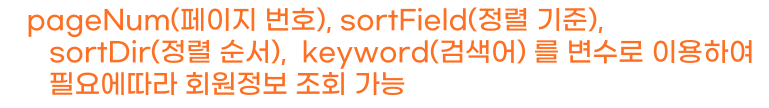 pageNum(페이지 번호), sortField(정렬 기준),
sortDir(정렬 순서),  keyword(검색어) 를 변수로 이용하여
필요에따라 회원정보 조회 가능